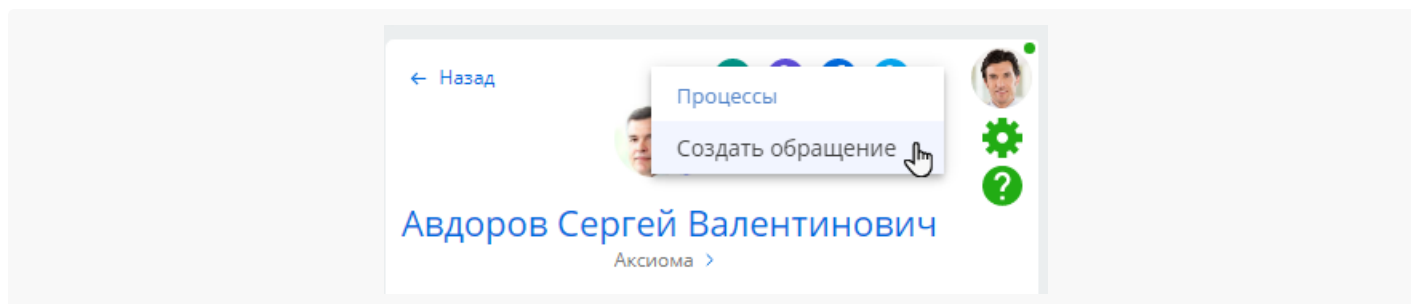 ← Назад
Процессы
Создать обращение
Авдоров Сергей Валентинович
Аксиома >